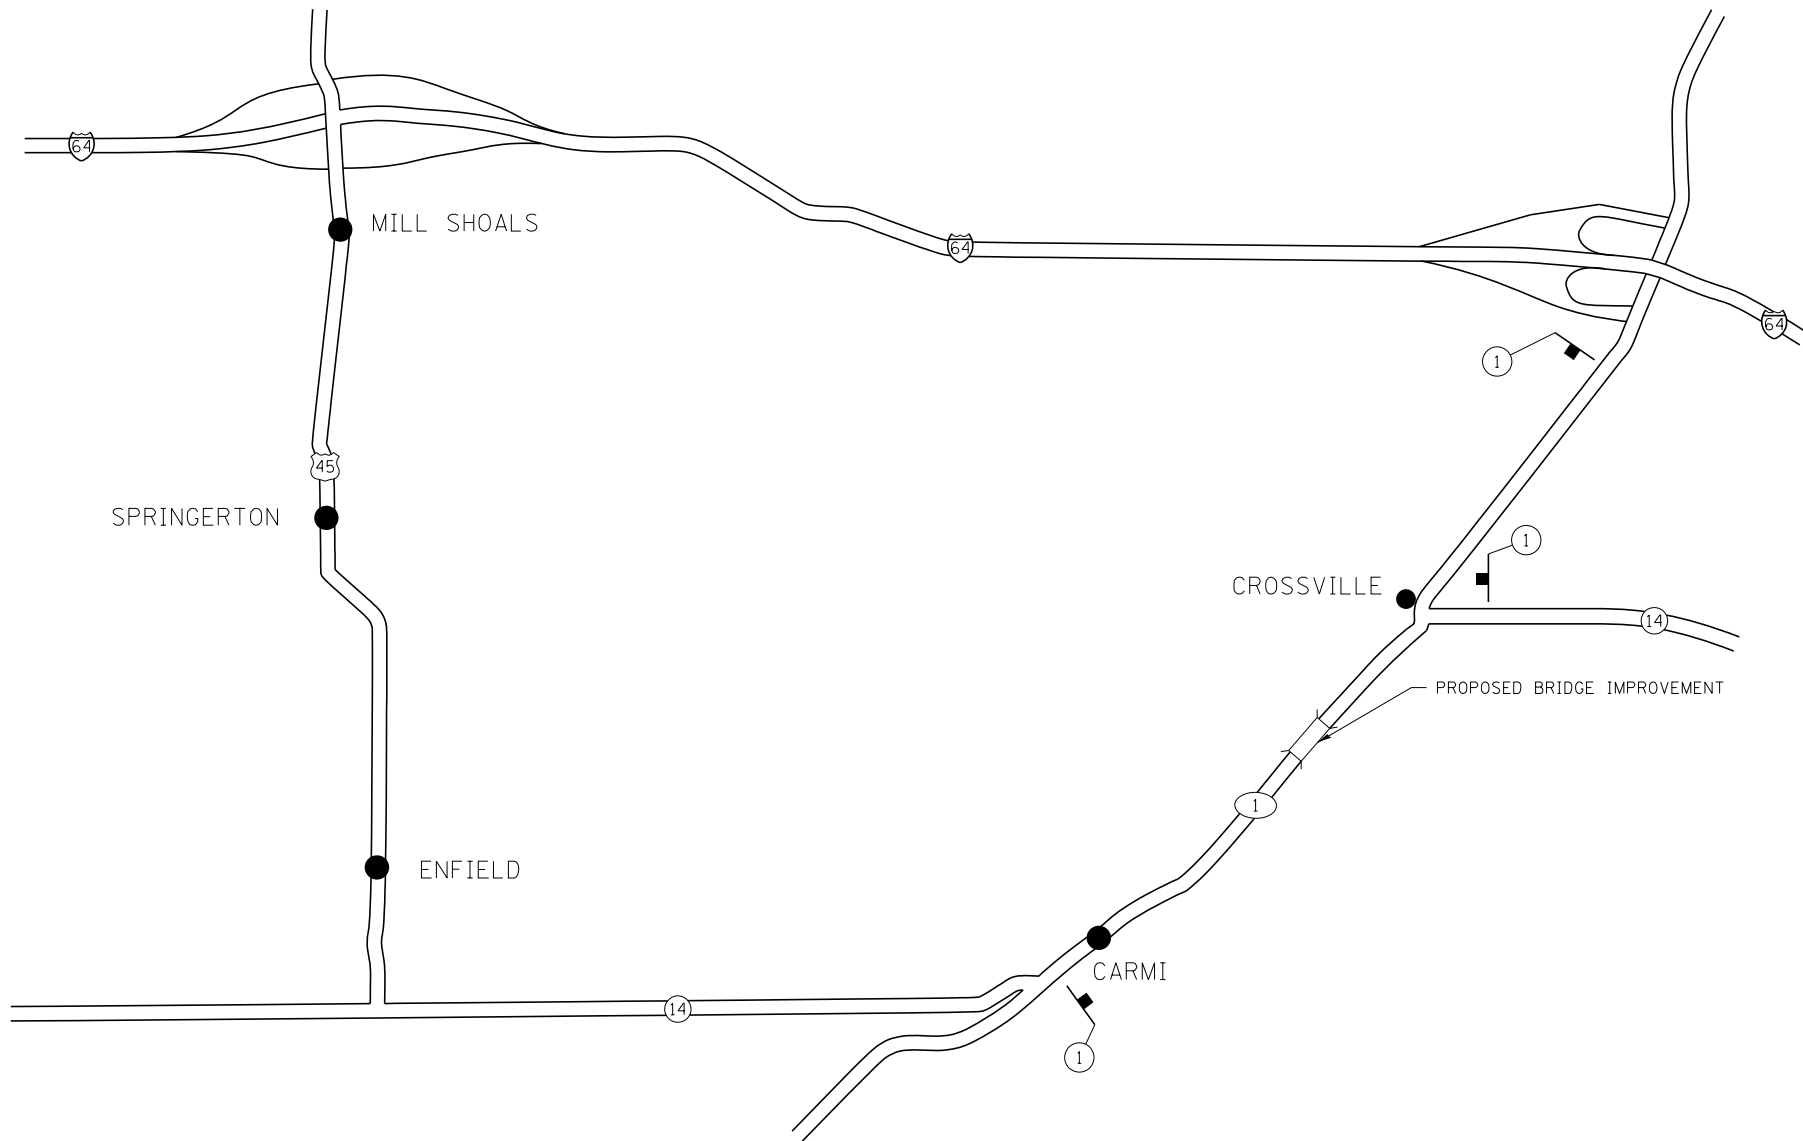 64
MILL SHOALS
64
64
1
45
SPRINGERTON
1
CROSSVILLE
14
PROPOSED BRIDGE IMPROVEMENT
1
ENFIELD
CARMI
14
1